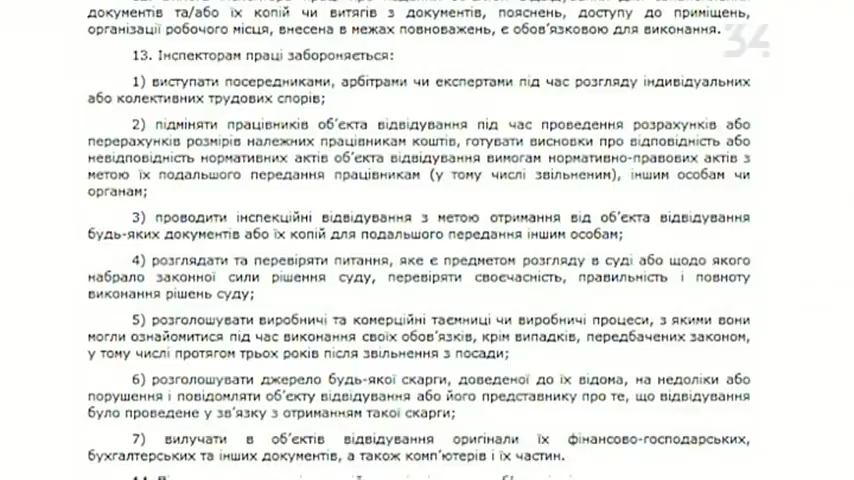 документів та/або їх копій чи витягів з документів, пояснень, доступу до приміщень,
організації робочого місця, внесена в межах повноважень, є обов’язковою для виконання.
34
13. Інспекторам праці забороняється:
1) виступати посередниками, арбітрами чи експертами під час розгляду індивідуальних
або колективних трудових спорів;
2) підміняти працівників об’єкта відвідування під час проведення розрахунків або
перерахунків розмірів належних працівникам коштів, готувати висновки про відповідність або
невідповідність нормативних актів об’єкта відвідування вимогам нормативно-правових актів з
метою їх подальшого передання працівникам (у тому числі звільненим), іншим особам чи
органам;
3) проводити інспекційні відвідування з метою отримання від об’єкта відвідування
будь-яких документів або їх копій для подальшого передання іншим особам;
4) розглядати та перевіряти питання, яке є предметом розгляду в суді або щодо якого
набрало законної сили рішення суду, перевіряти своєчасність, правильність і повноту
виконання рішень суду;
5) розголошувати виробничі та комерційні таємниці чи виробничі процеси, з якими вони
могли ознайомитися під час виконання своїх обов’язків, крім випадків, передбачених законом,
у тому числі протягом трьох років після звільнення з посади;
6) розголошувати джерело будь-якої скарги, доведеної до їх відома, на недоліки або
порушення і повідомляти об’єкту відвідування або його представнику про те, що відвідування
було проведене у зв’язку з отриманням такої скарги;
7) вилучати в об’єктів відвідування оригінали їх фінансово-господарських,
бухгалтерських та інших документів, а також комп’ютерів і їх частин.